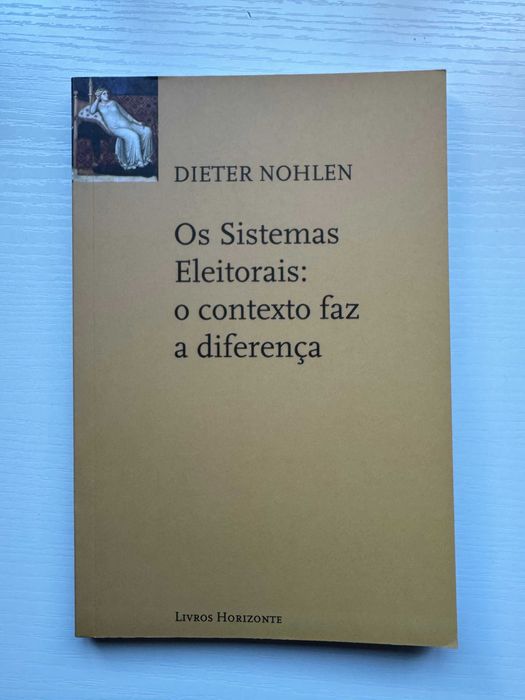 DIETER NOHLEN
Os Sistemas
Eleitorais:
o contexto faz
a diferença
LIVROS HORIZONTE